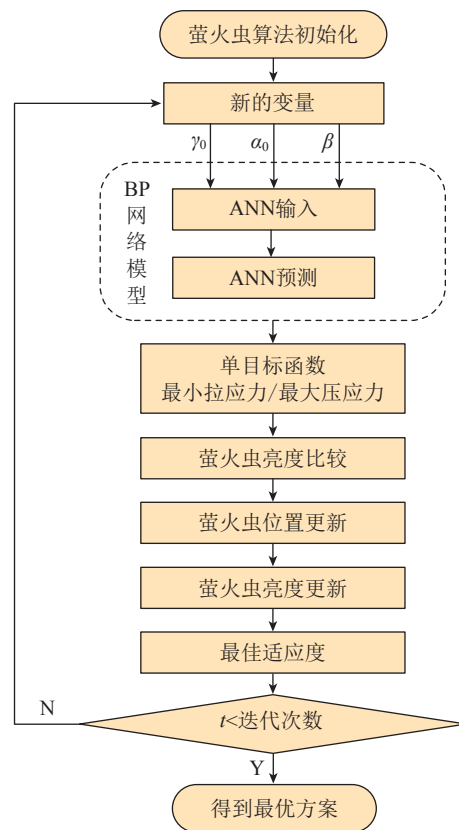 萤火虫算法初始化
新的变量
γ₀ α₀ β
BP
网
络
模
型
ANN输入
ANN预测
单目标函数
最小拉应力/最大压应力
萤火虫亮度比较
萤火虫位置更新
萤火虫亮度更新
最佳适应度
N
t<迭代次数
Y
得到最优方案